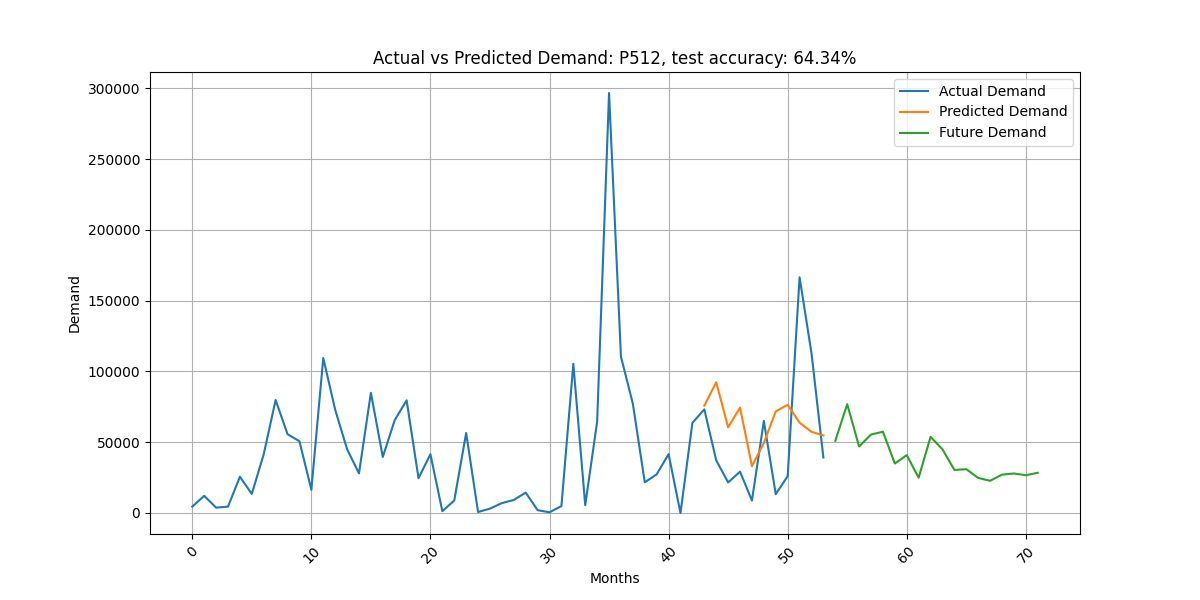 Actual vs Predicted Demand: P512, test accuracy: 64.34%
300000
250000
200000
150000
100000
50000
0
Demand
Actual Demand
Predicted Demand
Future Demand
0
10
20
30
40
50
60
70
Months